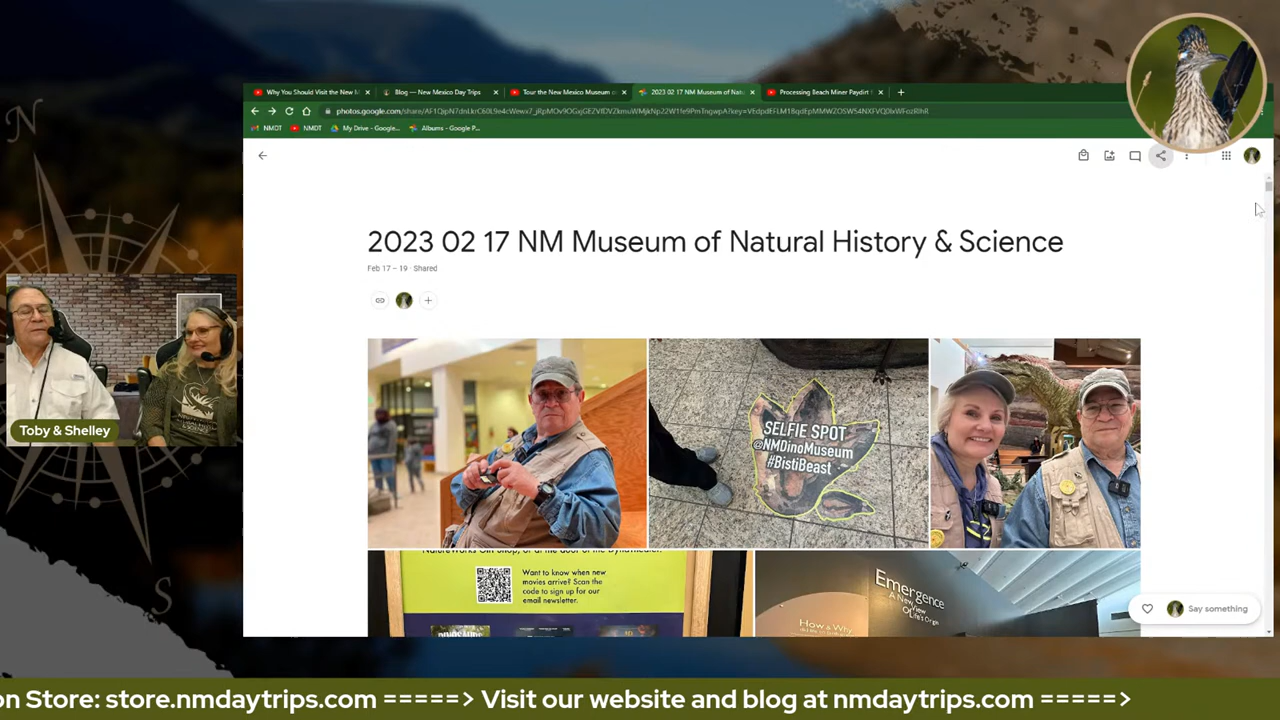 Why You Should Visit the New M
Blog — New Mexico Day Trips
Tour the New Mexico Museum o
2023 02 17 NM Museum of Natu
Processing Beach Miner Paydirt
NMDT
NMDT
My Drive - Google...
Albums - Google P...
2023 02 17 NM Museum of Natural History & Science
Feb 17 – 19 · Shared
SELFIE SPOT
@NMDinoMuseum
#BistiBeast
Want to know when new
movies arrive? Scan the
code to sign up for our
email newsletter.
Emergence
A New View
Of Life's Origin
How & Why
Say something
N
S
Toby & Shelley
on Store: store.nmdaytrips.com =====> Visit our website and blog at nmdaytrips.com =====>